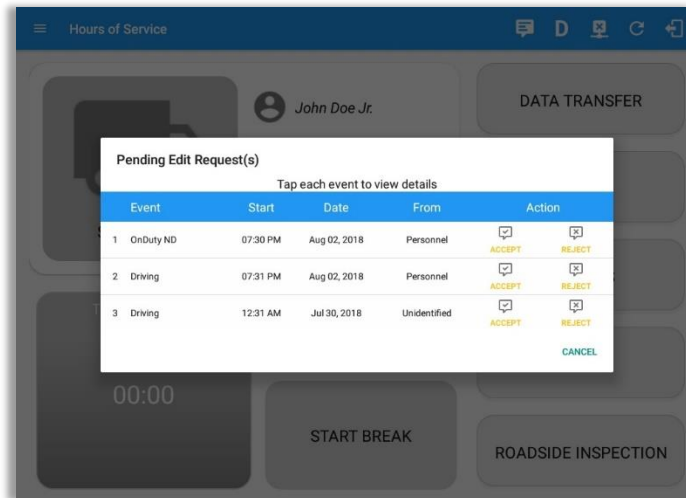 Hours of Service
D
John Doe Jr.
DATA TRANSFER
Pending Edit Request(s)
Tap each event to view details
Event Start Date From Action
1 OnDuty ND 07:30 PM Aug 02, 2018 Personnel ACCEPT REJECT
2 Driving 07:31 PM Aug 02, 2018 Personnel ACCEPT REJECT
3 Driving 12:31 AM Jul 30, 2018 Unidentified ACCEPT REJECT
CANCEL
00:00
START BREAK
ROADSIDE INSPECTION